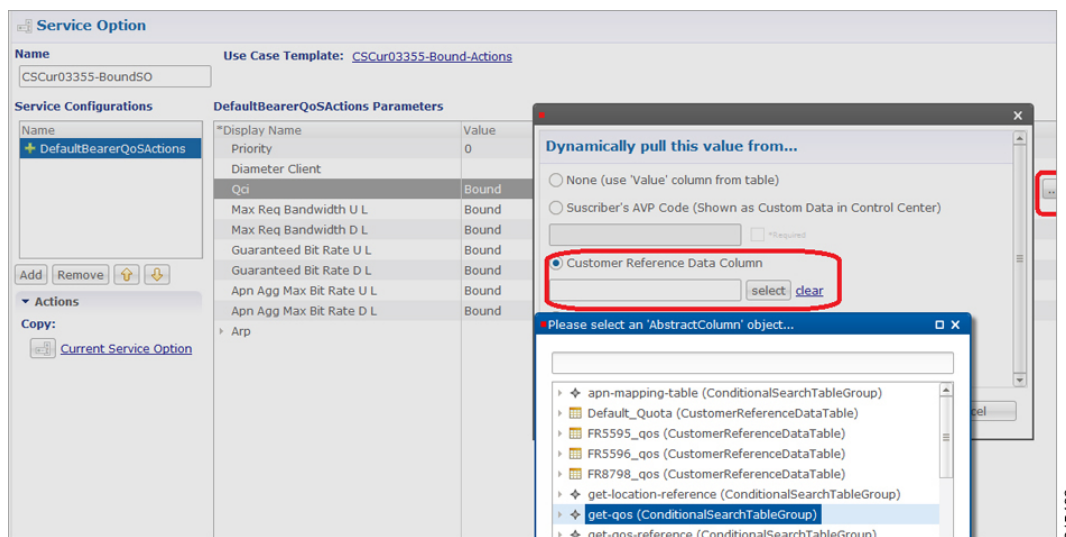 Service Option
Name
Use Case Template: CSCur03355-Bound-Actions
CSCur03355-BoundSO
Service Configurations
DefaultBearerQoSActions Parameters
Name
*Display Name Value
DefaultBearerQoSActions
Priority 0
Diameter Client
Qci Bound
Max Req Bandwidth U L Bound
Max Req Bandwidth D L Bound
Guaranteed Bit Rate U L Bound
Guaranteed Bit Rate D L Bound
Apn Agg Max Bit Rate U L Bound
Apn Agg Max Bit Rate D L Bound
Arp
Add Remove
Actions
Copy:
Current Service Option
x
Dynamically pull this value from...
None (use 'Value' column from table)
Suscriber's AVP Code (Shown as Custom Data in Control Center)
*Required
Customer Reference Data Column
select clear
...
Please select an 'AbstractColumn' object...
apn-mapping-table (ConditionalSearchTableGroup)
Default_Quota (CustomerReferenceDataTable)
FR5595_qos (CustomerReferenceDataTable)
FR5596_qos (CustomerReferenceDataTable)
FR8798_qos (CustomerReferenceDataTable)
get-location-reference (ConditionalSearchTableGroup)
get-qos (ConditionalSearchTableGroup)
get-qos-reference (ConditionalSearchTableGroup)